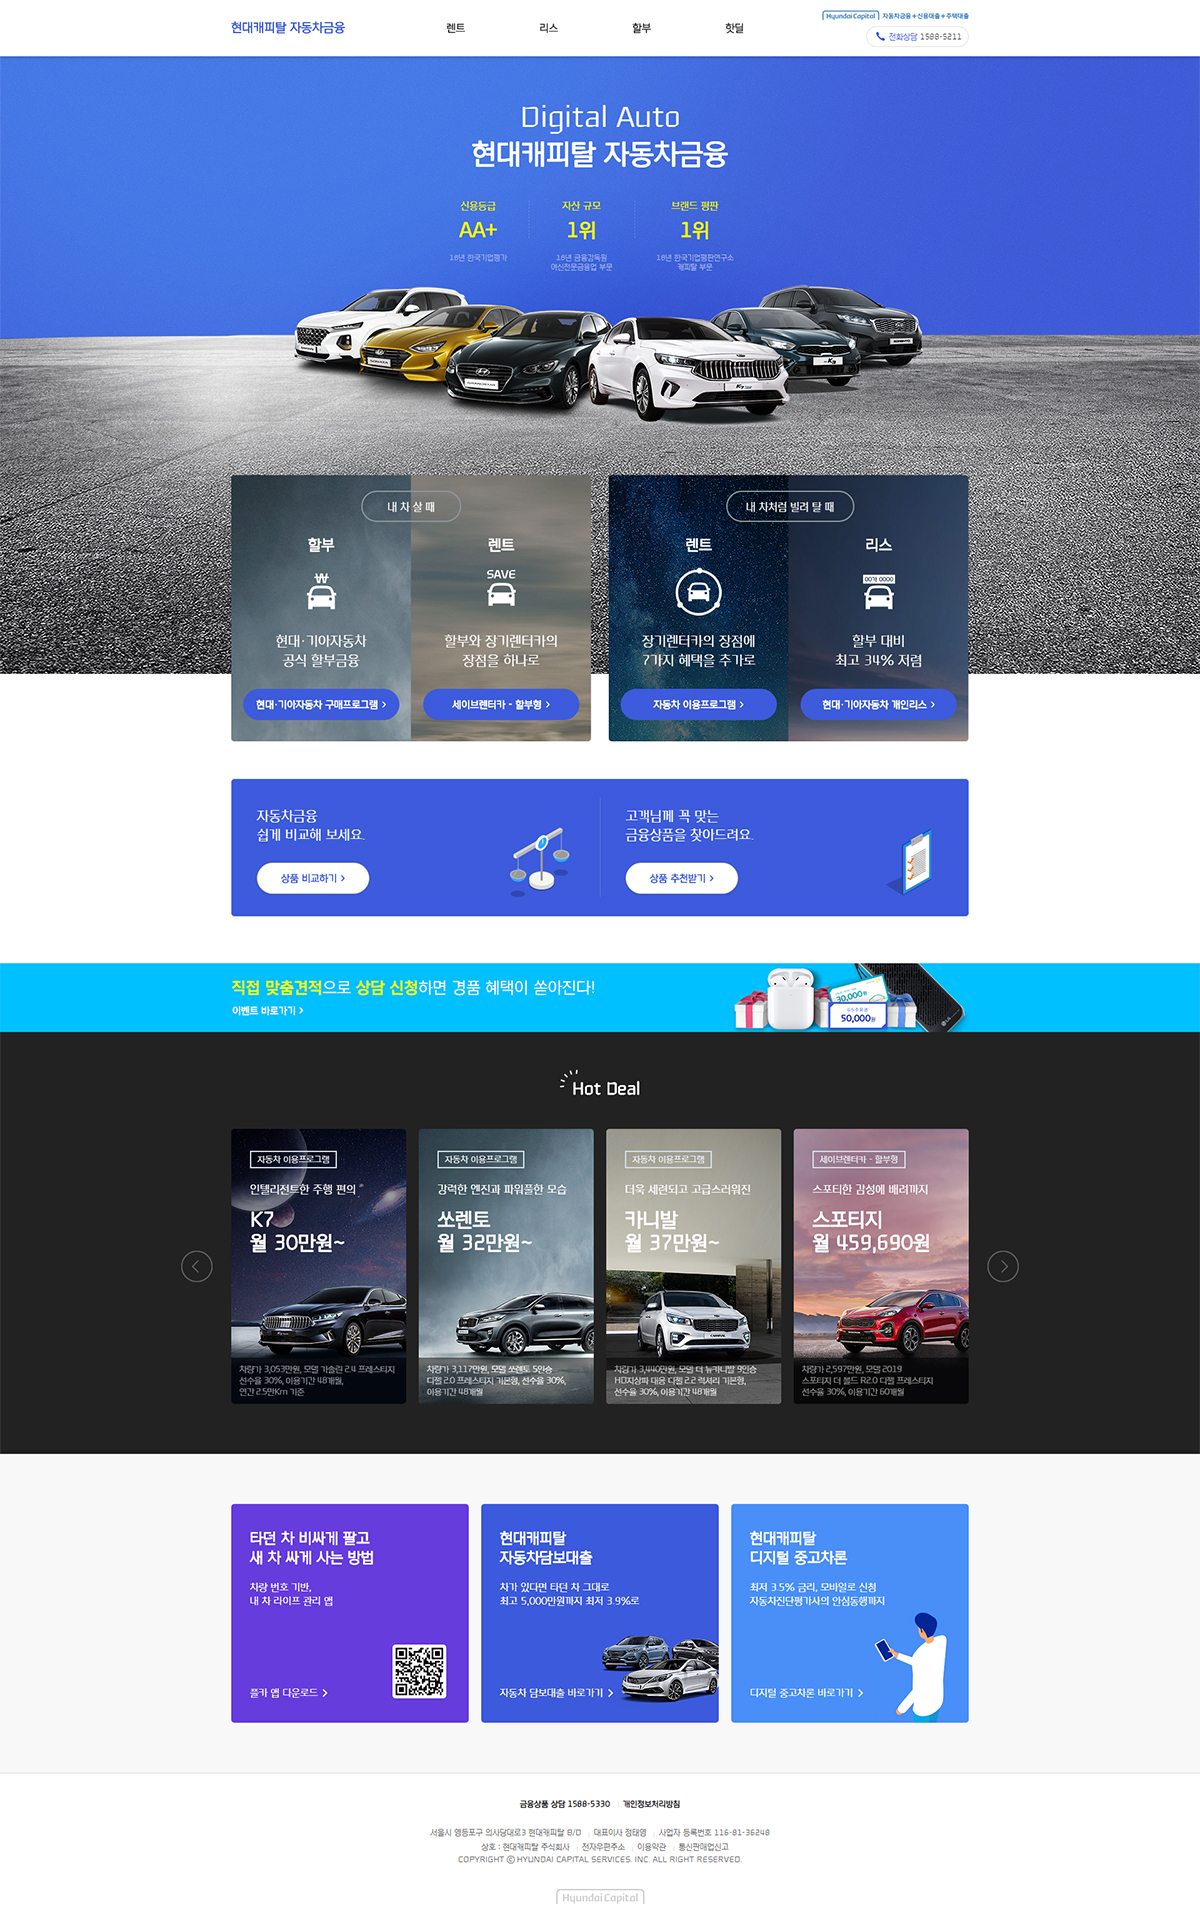 현대캐피탈 자동차금융
렌트
리스
할부
핫딜
Hyundai Capital 자동차금융+신용대출+주택대출
전화상담 1588-5211
Digital Auto
현대캐피탈 자동차금융
신용등급
AA+
18년 한국기업평가
자산 규모
1위
18년 금융감독원
여신전문금융업 부문
브랜드 평판
1위
18년 한국기업평판연구소
캐피탈 부문
K7
K9
내 차 살 때
할부
₩
현대·기아자동차
공식 할부금융
현대·기아자동차 구매프로그램 >
렌트
SAVE
할부와 장기렌터카의
장점을 하나로
세이브렌터카 - 할부형 >
내 차처럼 빌려 탈 때
렌트
장기렌터카의 장점에
7가지 혜택을 추가로
자동차 이용프로그램 >
리스
00가 0000
할부 대비
최고 34% 저렴
현대·기아자동차 개인리스 >
자동차금융
쉽게 비교해 보세요.
상품 비교하기 >
고객님께 꼭 맞는
금융상품을 찾아드려요.
상품 추천받기 >
직접 맞춤견적으로 상담 신청하면 경품 혜택이 쏟아진다!
이벤트 바로가기 >
30,000원
50,000원
LG
Hot Deal
자동차 이용프로그램
인텔리전트한 주행 편의
K7
월 30만원~
차량가 3,053만원, 모델 가솔린 2.4 프레스티지
선수율 30%, 이용기간 48개월,
연간 2.5만Km 기준
자동차 이용프로그램
강력한 엔진과 파워풀한 모습
쏘렌토
월 32만원~
차량가 3,117만원, 모델 쏘렌토 5인승
디젤 2.0 프레스티지 기본형, 선수율 30%,
이용기간 48개월
자동차 이용프로그램
더욱 세련되고 고급스러워진
카니발
월 37만원~
차량가 3,440만원, 모델 더 뉴카니발 9인승
HD지상파 대응 디젤 2.2 럭셔리 기본형,
선수율 30%, 이용기간 48개월
세이브렌터카 - 할부형
스포티한 감성에 배려까지
스포티지
월 459,690원
차량가 2,597만원, 모델 2019
스포티지 더 볼드 R2.0 디젤 프레스티지
선수율 30%, 이용기간 60개월
타던 차 비싸게 팔고
새 차 싸게 사는 방법
차량 번호 기반,
내 차 라이프 관리 앱
플카 앱 다운로드 >
현대캐피탈
자동차담보대출
차가 있다면 타던 차 그대로
최고 5,000만원까지 최저 3.9%로
자동차 담보대출 바로가기 >
현대캐피탈
디지털 중고차론
최저 3.5% 금리, 모바일로 신청
자동차진단평가사의 안심동행까지
디지털 중고차론 바로가기 >
금융상품 상담 1588-5330 개인정보처리방침
서울시 영등포구 의사당대로3 현대캐피탈 B/D 대표이사 정태영 사업자 등록번호 116-81-36248
상호 : 현대캐피탈 주식회사 전자우편주소 이용약관 통신판매업신고
COPYRIGHT ⓒ HYUNDAI CAPITAL SERVICES. INC. ALL RIGHT RESERVED.
Hyundai Capital